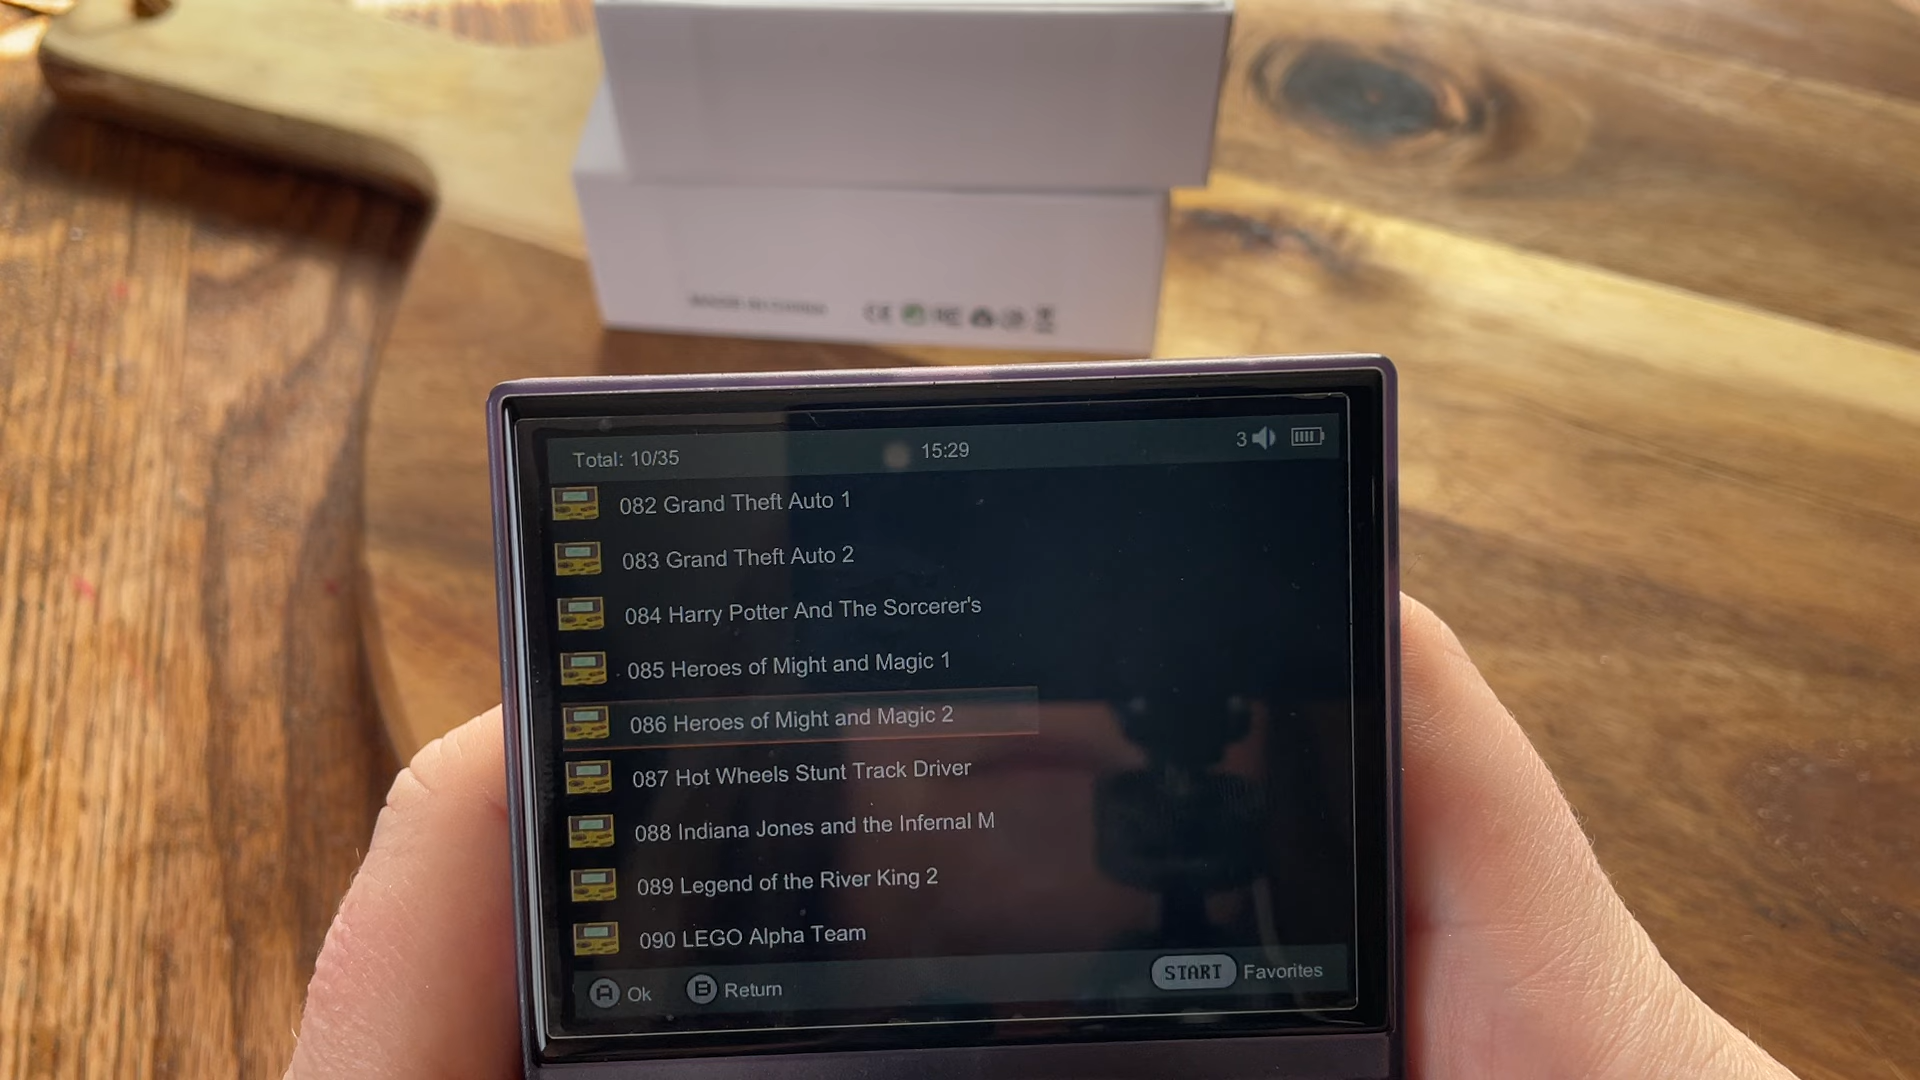 CE
Total: 10/35
15:29
3
082 Grand Theft Auto 1
083 Grand Theft Auto 2
084 Harry Potter And The Sorcerer's
085 Heroes of Might and Magic 1
086 Heroes of Might and Magic 2
087 Hot Wheels Stunt Track Driver
088 Indiana Jones and the Infernal M
089 Legend of the River King 2
090 LEGO Alpha Team
A Ok
B Return
START Favorites